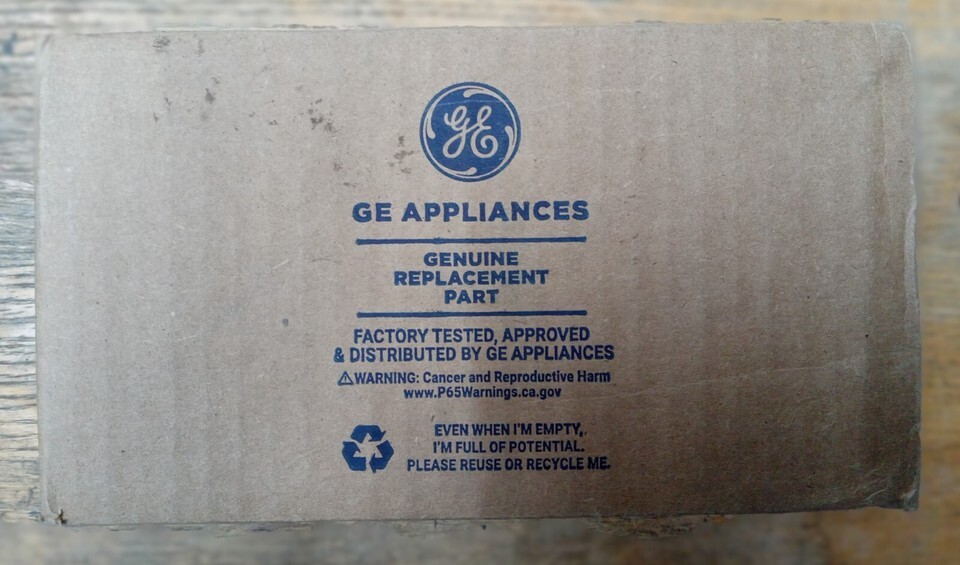 GE
GE APPLIANCES
GENUINE
REPLACEMENT
PART
FACTORY TESTED, APPROVED
& DISTRIBUTED BY GE APPLIANCES
⚠WARNING: Cancer and Reproductive Harm
www.P65Warnings.ca.gov
EVEN WHEN I'M EMPTY,
I'M FULL OF POTENTIAL.
PLEASE REUSE OR RECYCLE ME.